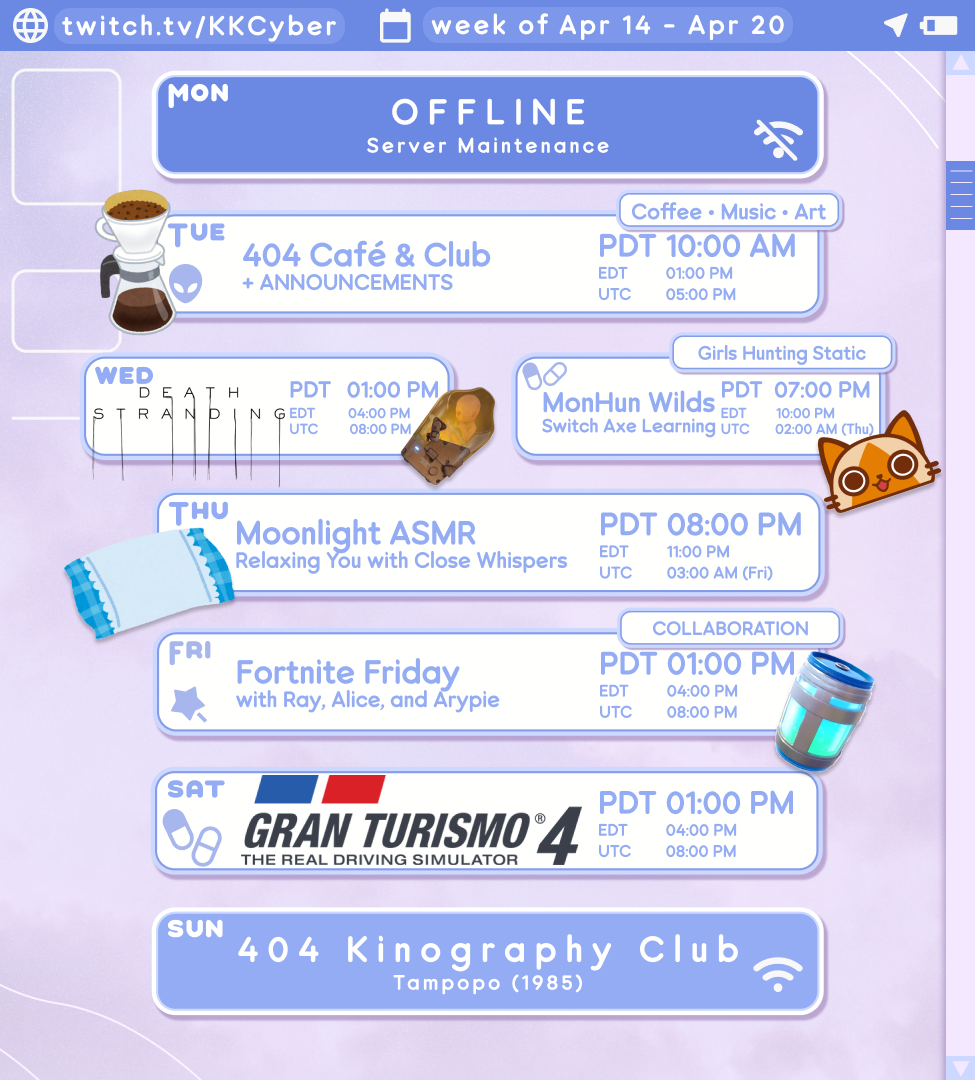 twitch.tv/KKCyber
week of Apr 14 - Apr 20
MON
OFFLINE
Server Maintenance
Coffee • Music • Art
TUE
404 Café & Club
+ ANNOUNCEMENTS
PDT 10:00 AM
EDT 01:00 PM
UTC 05:00 PM
WED
DEATH
STRANDING
PDT 01:00 PM
EDT 04:00 PM
UTC 08:00 PM
Girls Hunting Static
MonHun Wilds
Switch Axe Learning
PDT 07:00 PM
EDT 10:00 PM
UTC 02:00 AM (Thu)
THU
Moonlight ASMR
Relaxing You with Close Whispers
PDT 08:00 PM
EDT 11:00 PM
UTC 03:00 AM (Fri)
COLLABORATION
FRI
Fortnite Friday
with Ray, Alice, and Arypie
PDT 01:00 PM
EDT 04:00 PM
UTC 08:00 PM
SAT
GRAN TURISMO® 4
THE REAL DRIVING SIMULATOR
PDT 01:00 PM
EDT 04:00 PM
UTC 08:00 PM
SUN
404 Kinography Club
Tampopo (1985)